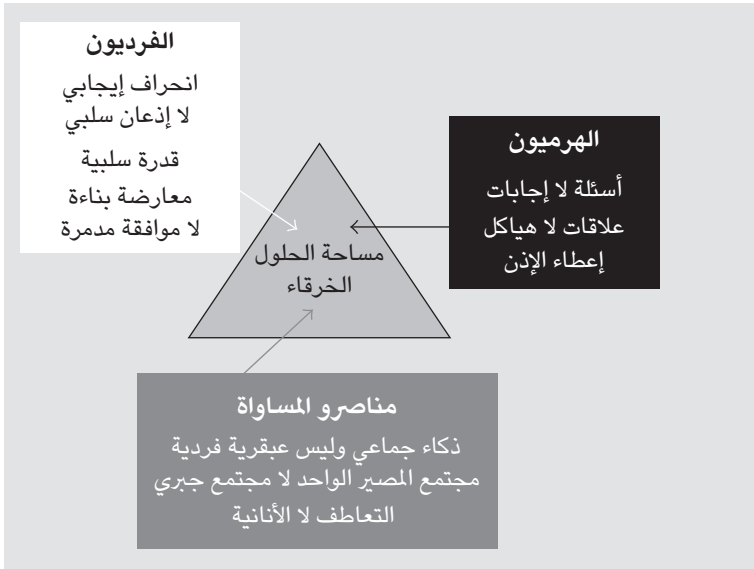 الفرديون
انحراف إيجابي
لا إذعان سلبي
قدرة سلبية
معارضة بناءة
لا موافقة مدمرة
الهرميون
أسئلة لا إجابات
علاقات لا هياكل
إعطاء الإذن
مساحة الحلول
الخرقاء
مناصرو المساواة
ذكاء جماعي وليس عبقرية فردية
مجتمع المصير الواحد لا مجتمع جبري
التعاطف لا الأنانية